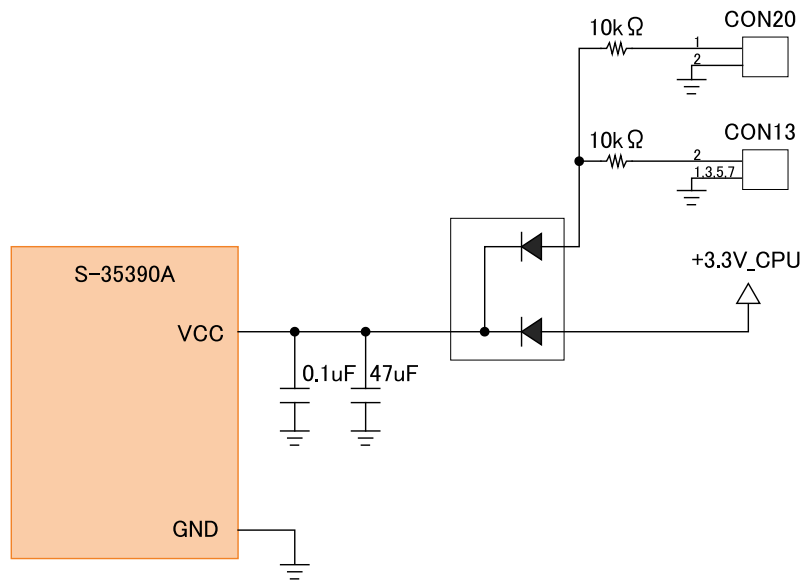 CON20
10kΩ
1
2
CON13
10kΩ
2
1,3,5,7
S-35390A
+3.3V_CPU
VCC
0.1uF
47uF
GND